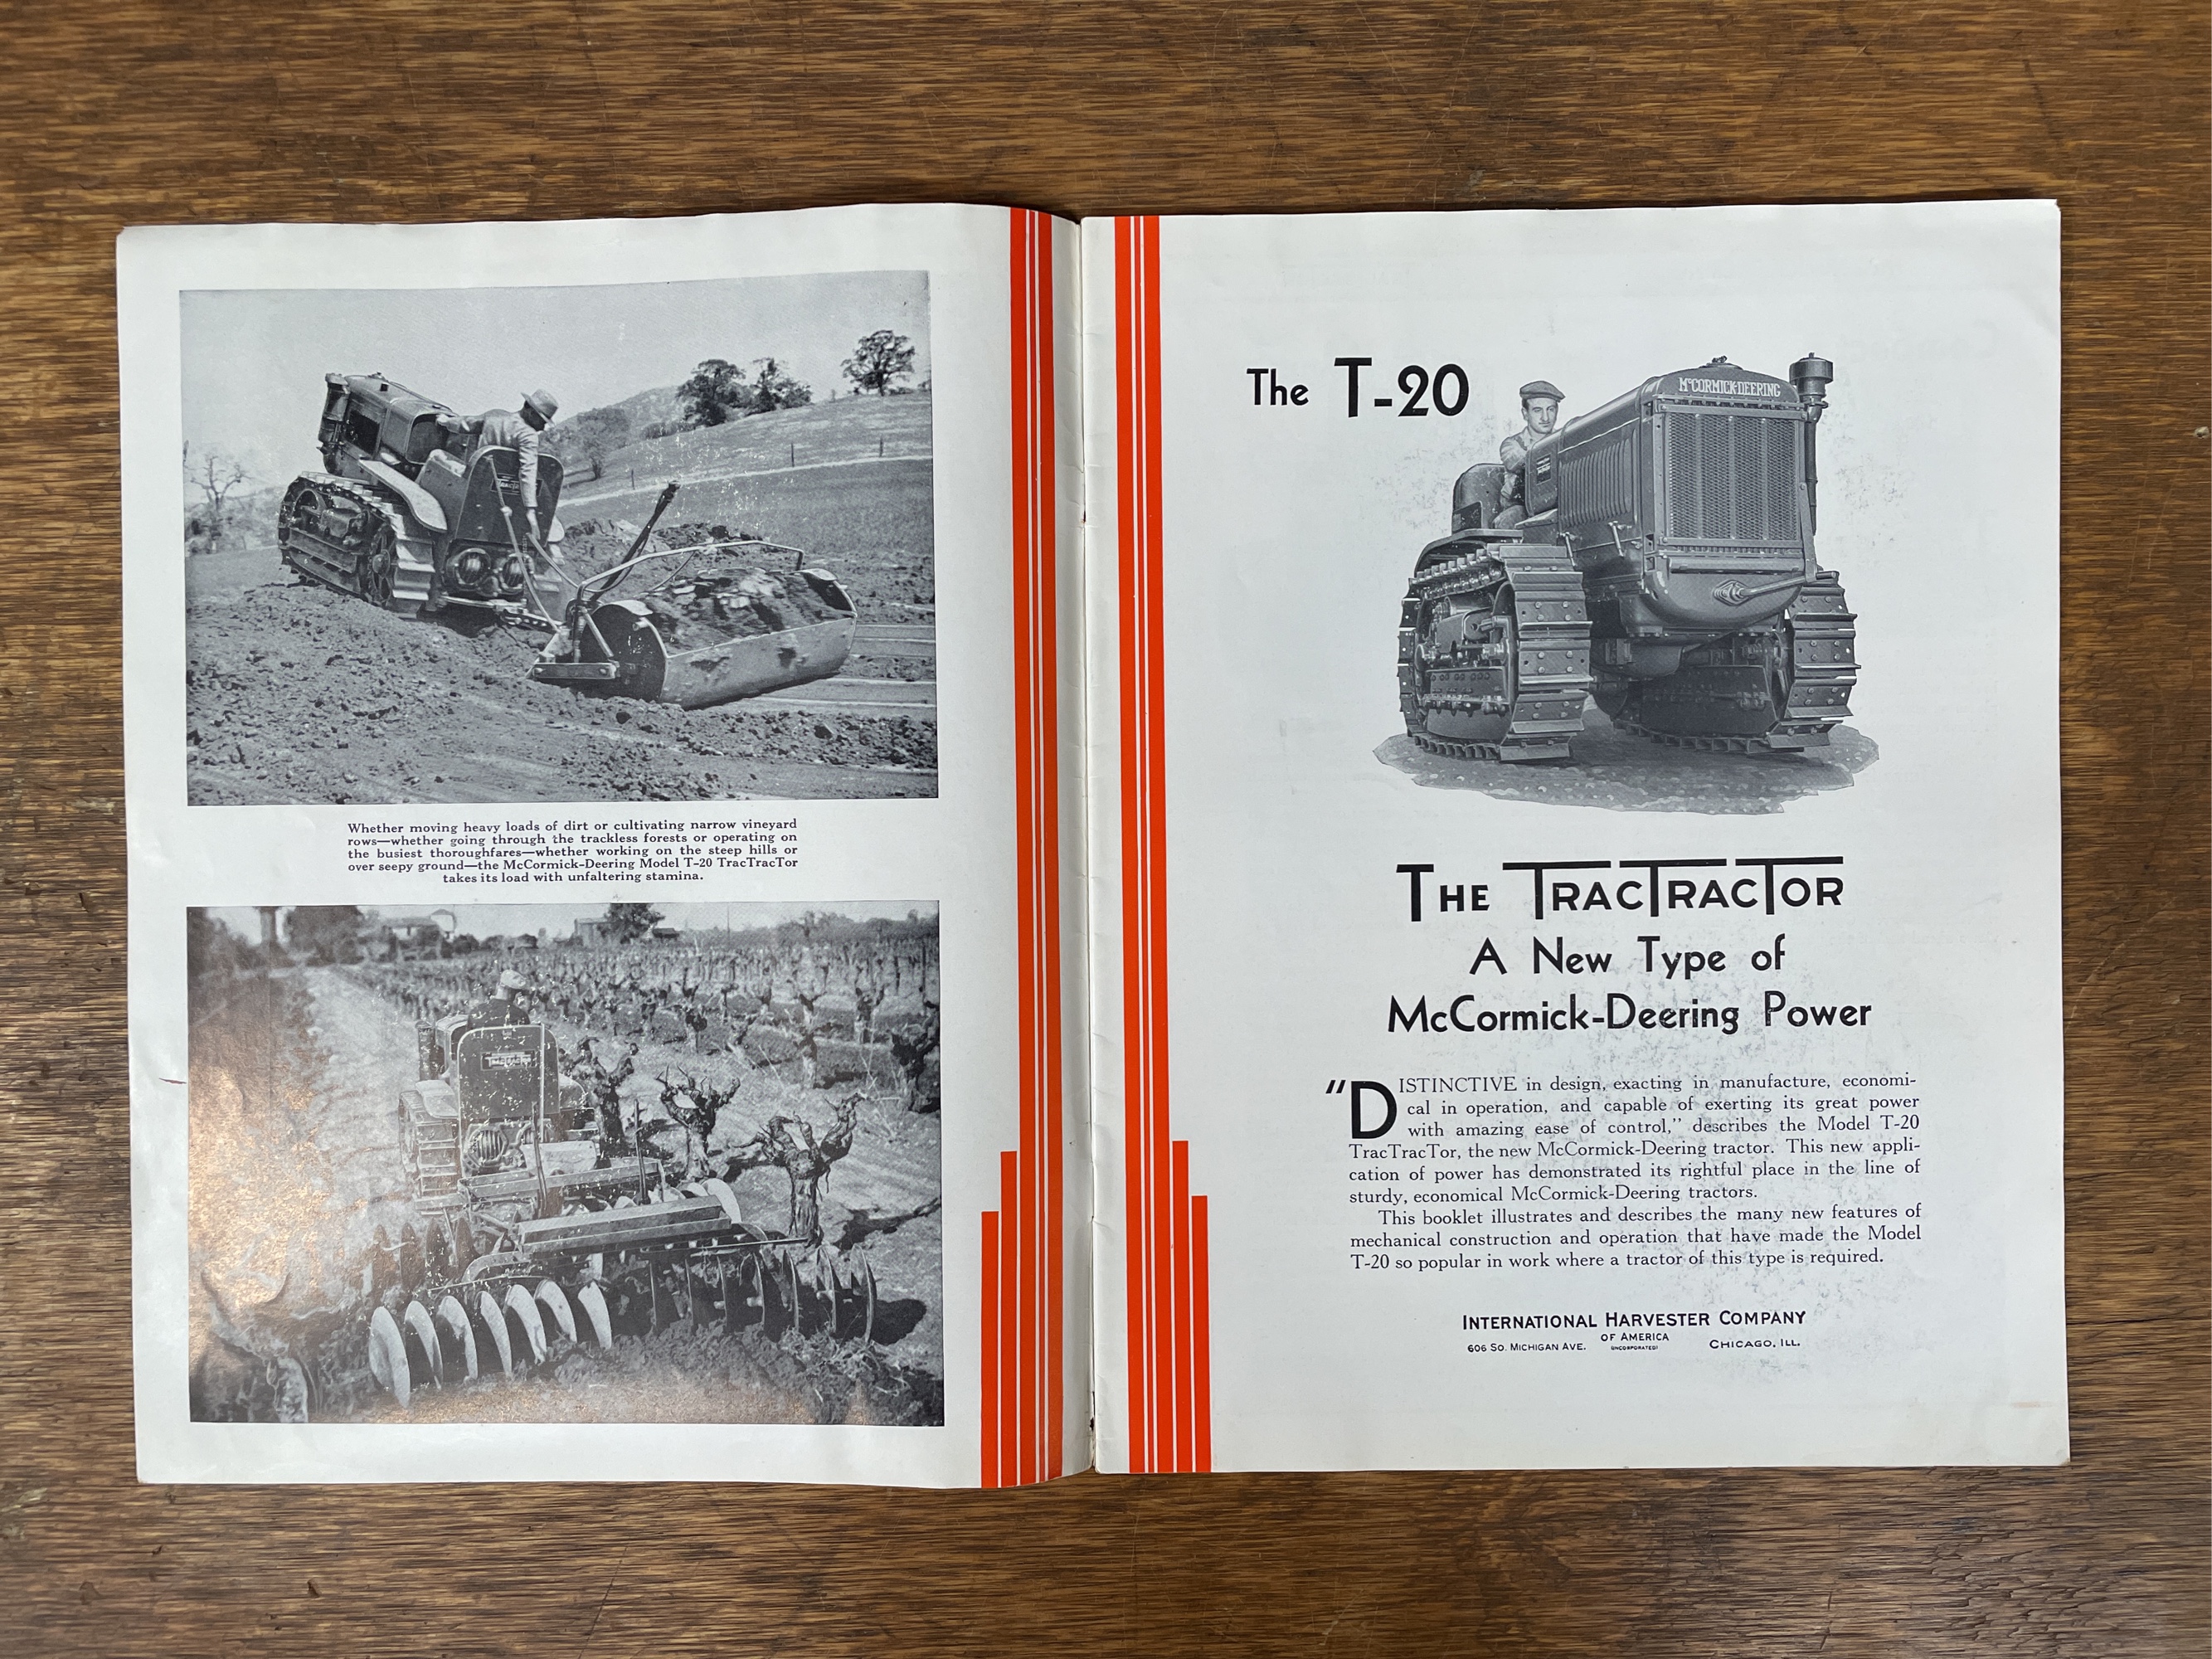 Whether moving heavy loads of dirt or cultivating narrow vineyard
rows—whether going through the trackless forests or operating on
the busiest thoroughfares—whether working on the steep hills or
over seepy ground—the McCormick-Deering Model T-20 TracTracTor
takes its load with unfaltering stamina.
TRACTRACTOR
The T-20
McCORMICK-DEERING
THE TRACTRACTOR
A New Type of
McCormick-Deering Power
"DISTINCTIVE in design, exacting in manufacture, economi-
cal in operation, and capable of exerting its great power
with amazing ease of control," describes the Model T-20
TracTracTor, the new McCormick-Deering tractor. This new appli-
cation of power has demonstrated its rightful place in the line of
sturdy, economical McCormick-Deering tractors.
This booklet illustrates and describes the many new features of
mechanical construction and operation that have made the Model
T-20 so popular in work where a tractor of this type is required.
INTERNATIONAL HARVESTER COMPANY
OF AMERICA
606 SO. MICHIGAN AVE. (INCORPORATED) CHICAGO, ILL.